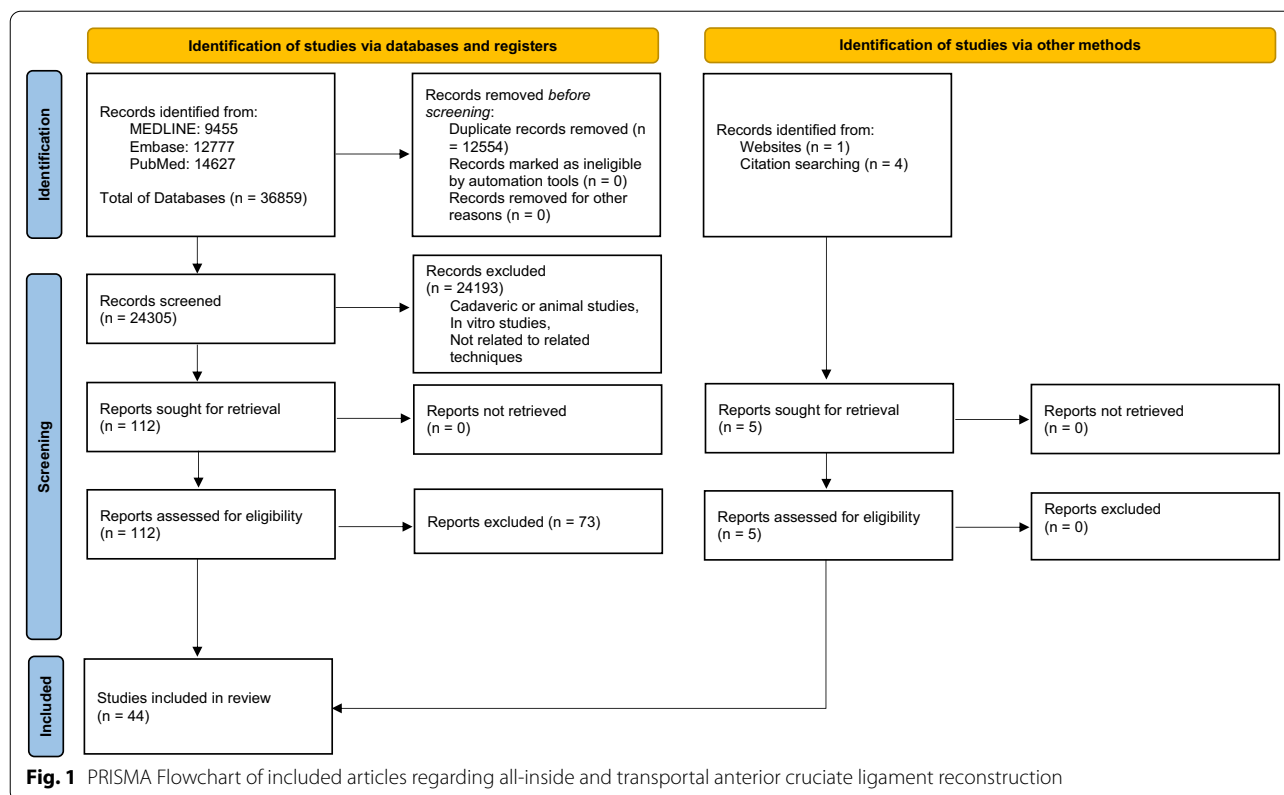 Identification of studies via databases and registers
Identification of studies via other methods
Identification
Records identified from:
MEDLINE: 9455
Embase: 12777
PubMed: 14627
Total of Databases (n = 36859)
Records removed before
screening:
Duplicate records removed (n
= 12554)
Records marked as ineligible
by automation tools (n = 0)
Records removed for other
reasons (n = 0)
Records identified from:
Websites (n = 1)
Citation searching (n = 4)
Screening
Records screened
(n = 24305)
Records excluded
(n = 24193)
Cadaveric or animal studies,
In vitro studies,
Not related to related
techniques
Reports sought for retrieval
(n = 112)
Reports not retrieved
(n = 0)
Reports sought for retrieval
(n = 5)
Reports not retrieved
(n = 0)
Reports assessed for eligibility
(n = 112)
Reports excluded (n = 73)
Reports assessed for eligibility
(n = 5)
Reports excluded
(n = 0)
Included
Studies included in review
(n = 44)
Fig. 1 PRISMA Flowchart of included articles regarding all-inside and transportal anterior cruciate ligament reconstruction